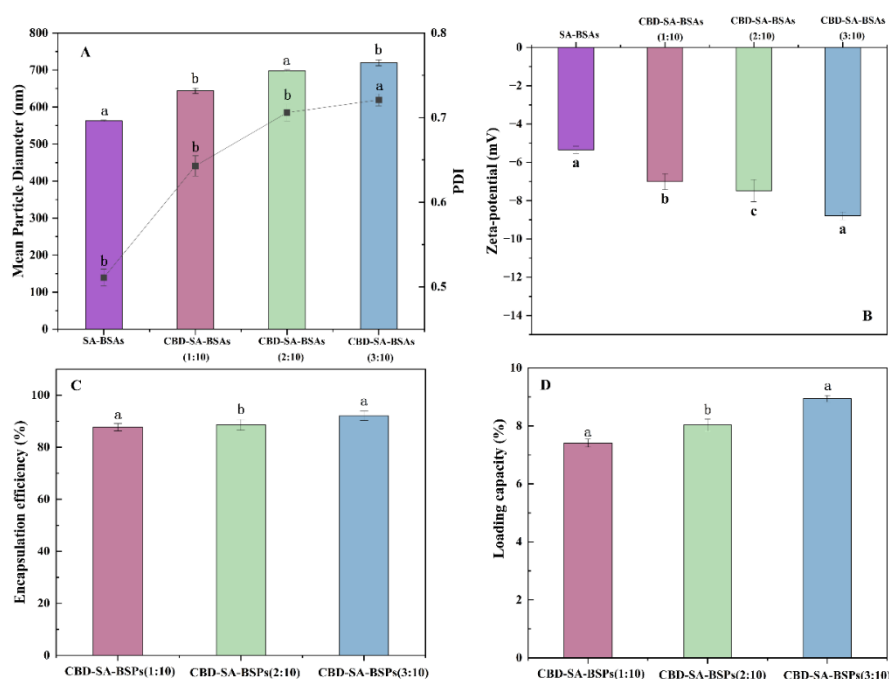 A
Mean Particle Diameter (nm)
800
700
600
500
400
300
200
100
0
a
b
a
b
b
b
b
a
0.8
0.7
0.6
0.5
PDI
SA-BSAs
CBD-SA-BSAs
(1:10)
CBD-SA-BSAs
(2:10)
CBD-SA-BSAs
(3:10)
SA-BSAs
CBD-SA-BSAs
(1:10)
CBD-SA-BSAs
(2:10)
CBD-SA-BSAs
(3:10)
Zeta-potential (mV)
0
−2
−4
−6
−8
−10
−12
−14
a
b
c
a
B
C
Encapsulation efficiency (%)
100
80
60
40
20
0
a
b
a
CBD-SA-BSPs(1:10)
CBD-SA-BSPs(2:10)
CBD-SA-BSPs(3:10)
D
Loading capacity (%)
10
8
6
4
2
0
a
b
a
CBD-SA-BSPs(1:10)
CBD-SA-BSPs(2:10)
CBD-SA-BSPs(3:10)